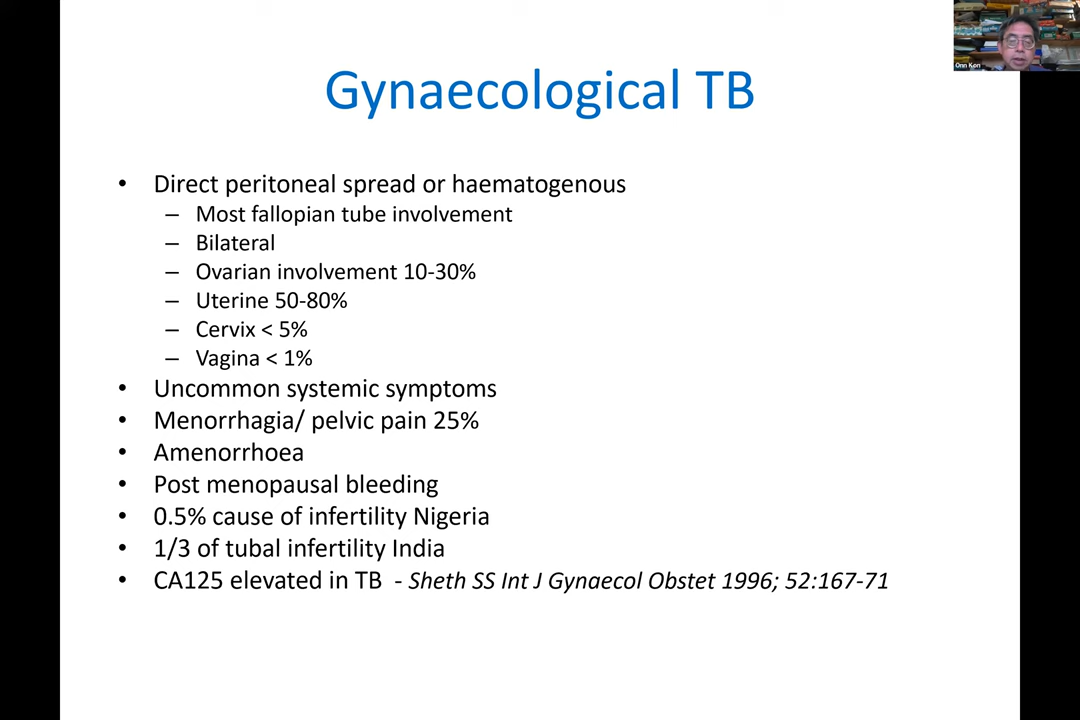 Gynaecological TB
• Direct peritoneal spread or haematogenous
– Most fallopian tube involvement
– Bilateral
– Ovarian involvement 10-30%
– Uterine 50-80%
– Cervix < 5%
– Vagina < 1%
• Uncommon systemic symptoms
• Menorrhagia/ pelvic pain 25%
• Amenorrhoea
• Post menopausal bleeding
• 0.5% cause of infertility Nigeria
• 1/3 of tubal infertility India
• CA125 elevated in TB - Sheth SS Int J Gynaecol Obstet 1996; 52:167-71
Onn Kon